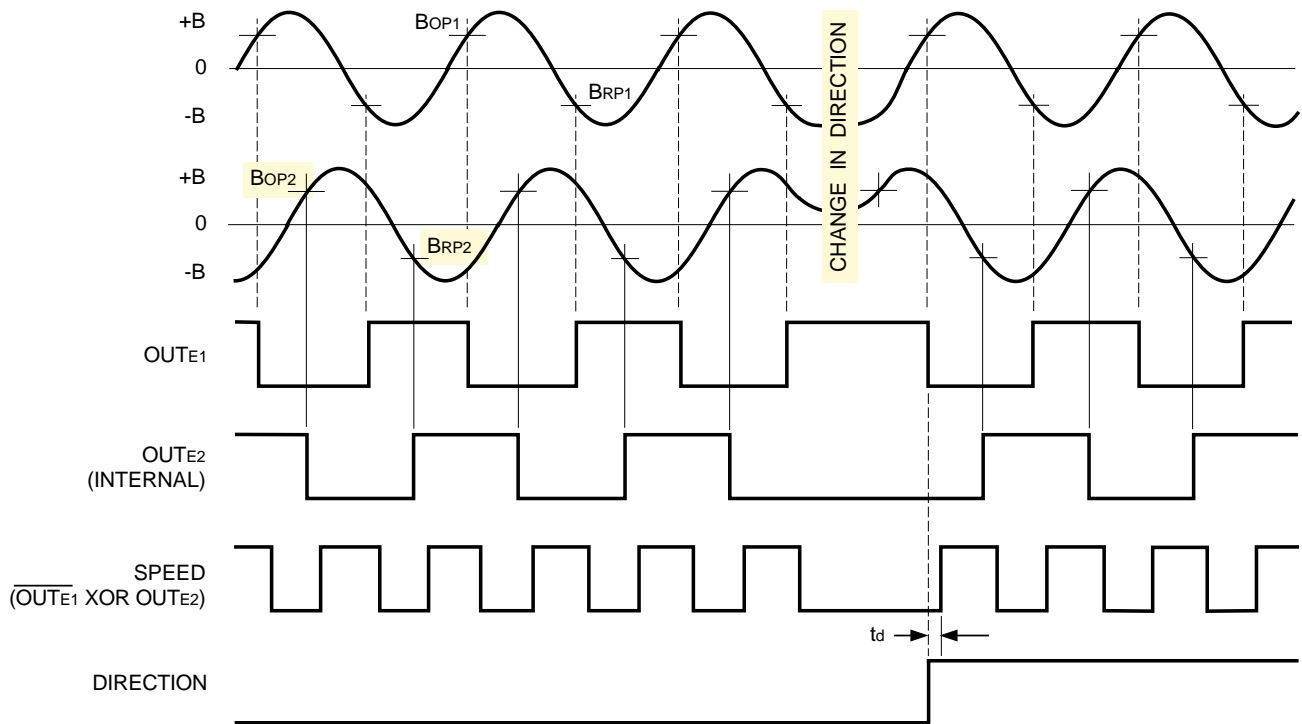 +B
0
-B
BOP1
BRP1
CHANGE IN DIRECTION
+B
0
-B
BOP2
BRP2
OUTE1
OUTE2
(INTERNAL)
SPEED
(OUTE1 XOR OUTE2)
td
DIRECTION